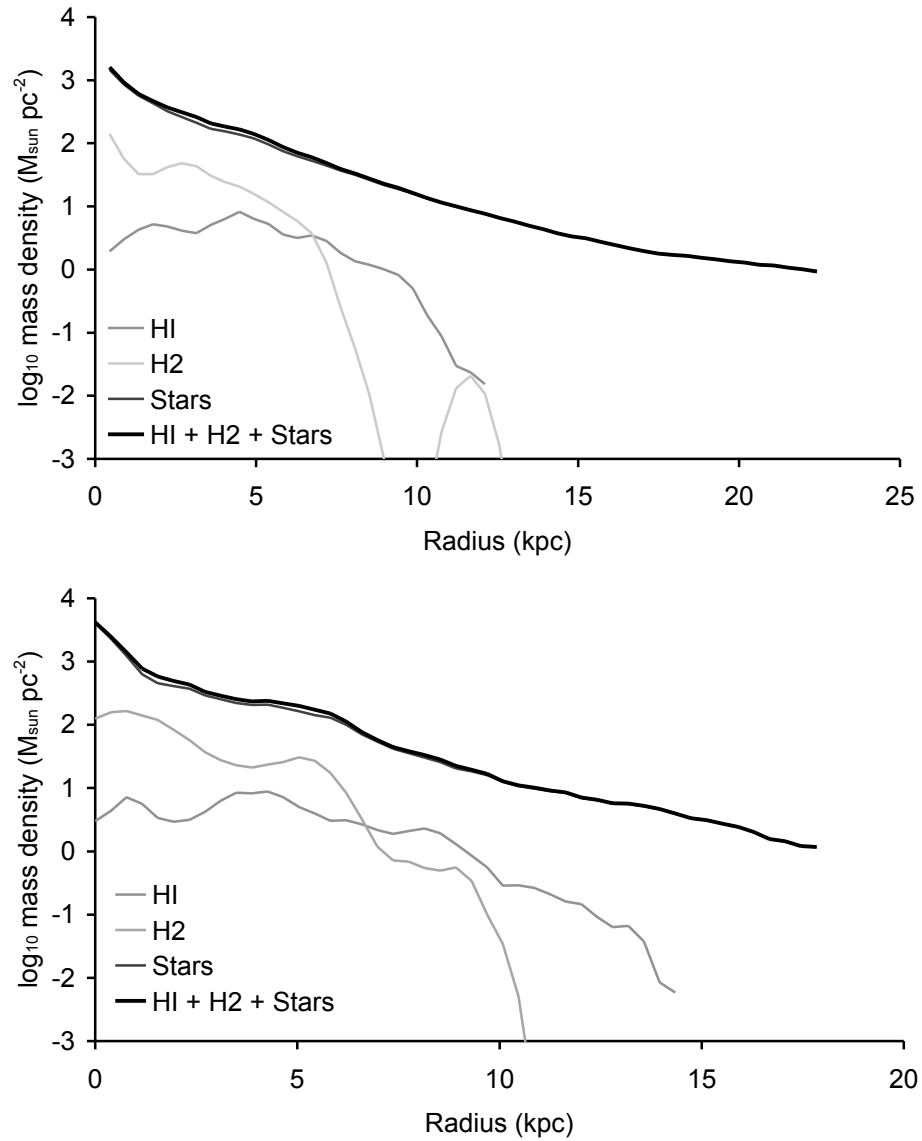 4
3
2
1
0
-1
-2
-3
log₁₀ mass density (Mₛᵤₙ pc⁻²)
HI
H2
Stars
HI + H2 + Stars
0 5 10 15 20 25
Radius (kpc)
4
3
2
1
0
-1
-2
-3
log₁₀ mass density (Mₛᵤₙ pc⁻²)
HI
H2
Stars
HI + H2 + Stars
0 5 10 15 20
Radius (kpc)